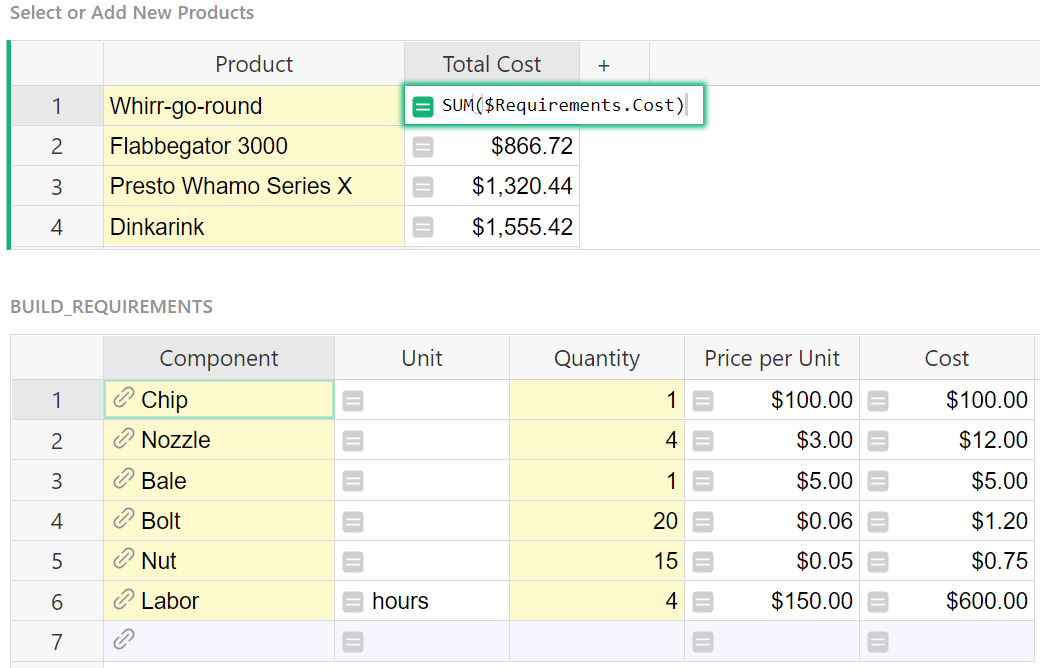 Select or Add New Products
Product Total Cost +
1 Whirr-go-round = SUM($Requirements.Cost)
2 Flabbegator 3000 = $866.72
3 Presto Whamo Series X = $1,320.44
4 Dinkarink = $1,555.42
BUILD_REQUIREMENTS
Component Unit Quantity Price per Unit Cost
1 Chip = 1 = $100.00 = $100.00
2 Nozzle = 4 = $3.00 = $12.00
3 Bale = 1 = $5.00 = $5.00
4 Bolt = 20 = $0.06 = $1.20
5 Nut = 15 = $0.05 = $0.75
6 Labor = hours 4 = $150.00 = $600.00
7 = = =